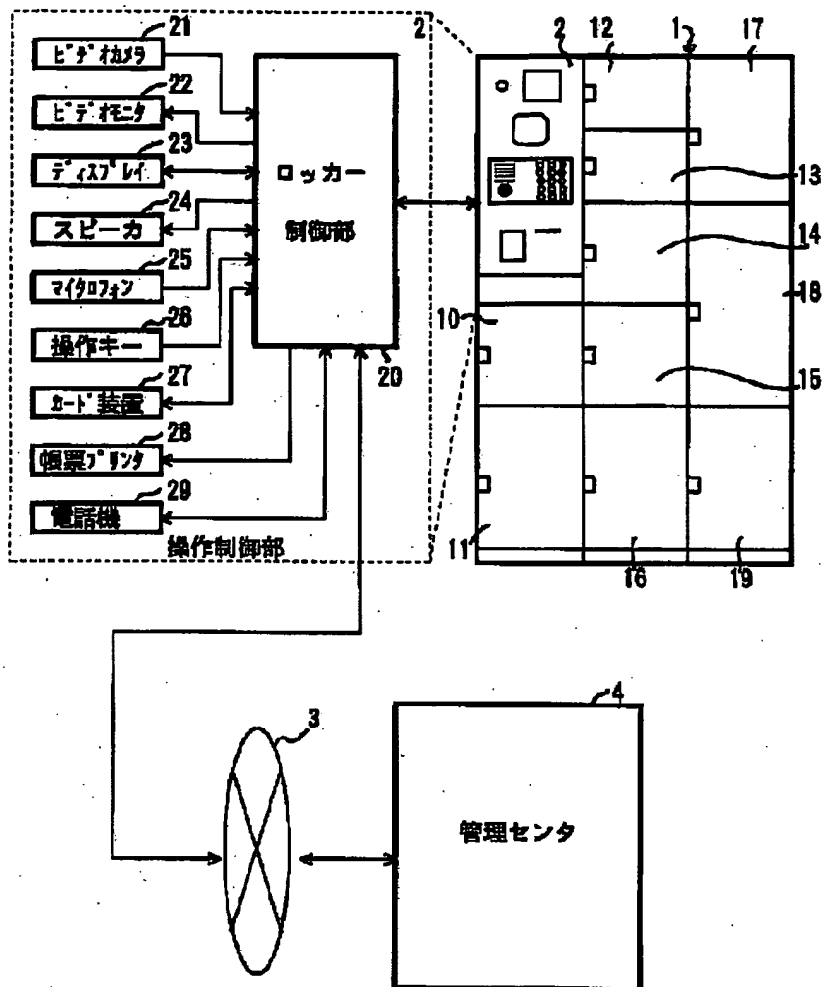 21
ビデオカメラ
22
ビデオモニタ
23
ディスプレイ
24
スピーカ
25
マイクロフォン
26
操作キー
27
カード装置
28
帳票プリンタ
29
電話機
操作制御部
2
ロッカー
制御部
20
2
12
1
17
13
14
18
10
15
11
16
19
3
4
管理センタ